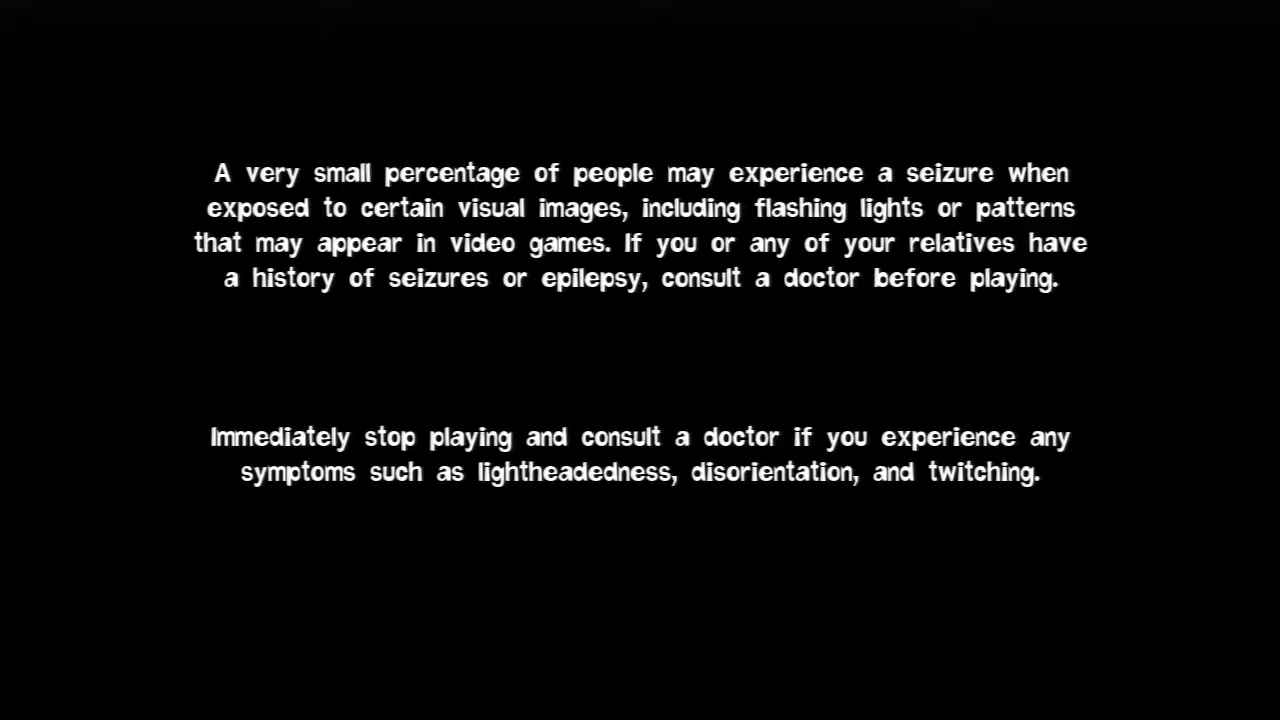 A very small percentage of people may experience a seizure when
exposed to certain visual images, including flashing lights or patterns
that may appear in video games. If you or any of your relatives have
a history of seizures or epilepsy, consult a doctor before playing.
Immediately stop playing and consult a doctor if you experience any
symptoms such as lightheadedness, disorientation, and twitching.